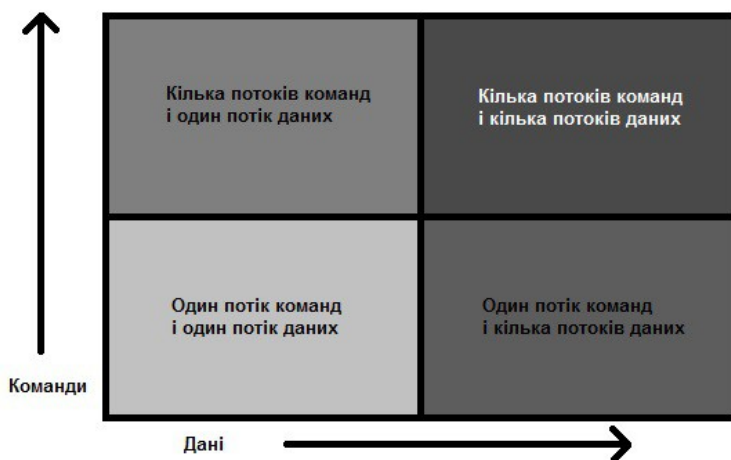 Кілька потоків команд
і один потік даних
Кілька потоків команд
і кілька потоків даних
Один потік команд
і один потік даних
Один потік команд
і кілька потоків даних
Команди
Дані